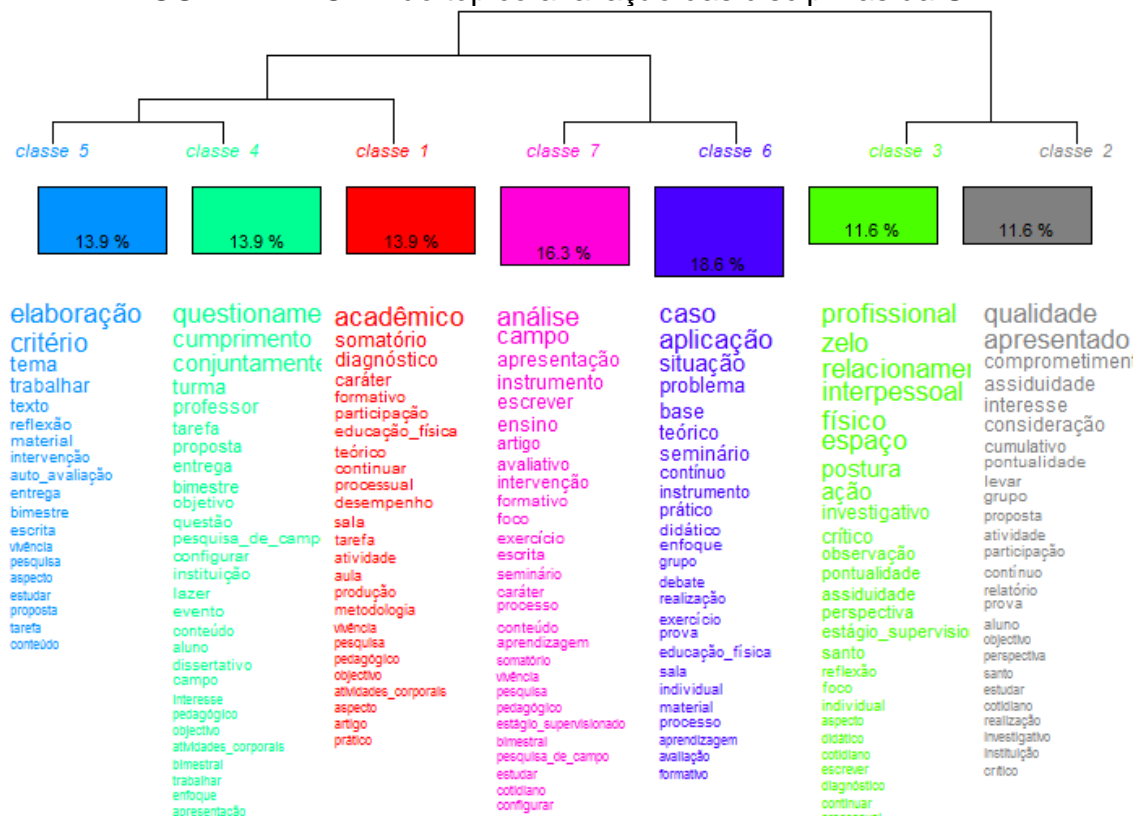 classe 5
classe 4
classe 1
classe 7
classe 6
classe 3
classe 2
13.9 %
13.9 %
13.9 %
16.3 %
18.6 %
11.6 %
11.6 %
elaboração
critério
tema
trabalhar
texto
reflexão
material
intervenção
auto_avaliação
entrega
bimestre
escrita
vivência
pesquisa
aspecto
estudar
proposta
tarefa
conteúdo
questioname
cumprimento
conjuntamente
turma
professor
tarefa
proposta
entrega
bimestre
objetivo
questão
pesquisa_de_camp
configurar
instituição
lazer
evento
conteúdo
aluno
dissertativo
campo
interesse
pedagógico
objectivo
atividades_corporais
bimestral
trabalhar
enfoque
apresentação
acadêmico
somatório
diagnóstico
caráter
formativo
participação
educação_física
teórico
continuar
processual
desempenho
sala
tarefa
atividade
aula
produção
metodologia
vivência
pesquisa
pedagógico
objectivo
atividades_corporais
aspecto
artigo
prático
análise
campo
apresentação
instrumento
escrever
ensino
artigo
avaliativo
intervenção
formativo
foco
exercício
escrita
seminário
caráter
processo
conteúdo
aprendizagem
somatório
vivência
pesquisa
pedagógico
estágio_supervisionado
bimestral
pesquisa_de_campo
estudar
cotidiano
configurar
caso
aplicação
situação
problema
base
teórico
seminário
contínuo
instrumento
prático
didático
enfoque
grupo
debate
realização
exercício
prova
educação_física
sala
individual
material
processo
aprendizagem
avaliação
formativo
profissional
zelo
relacionamen
interpessoal
físico
espaço
postura
ação
investigativo
crítico
observação
pontualidade
assiduidade
perspectiva
estágio_supervisio
santo
reflexão
foco
individual
aspecto
didático
cotidiano
escrever
diagnóstico
continuar
qualidade
apresentado
comprometiment
assiduidade
interesse
consideração
cumulativo
pontualidade
levar
grupo
proposta
atividade
participação
contínuo
relatório
prova
aluno
objectivo
perspectiva
santo
estudar
cotidiano
realização
investigativo
instituição
crítico